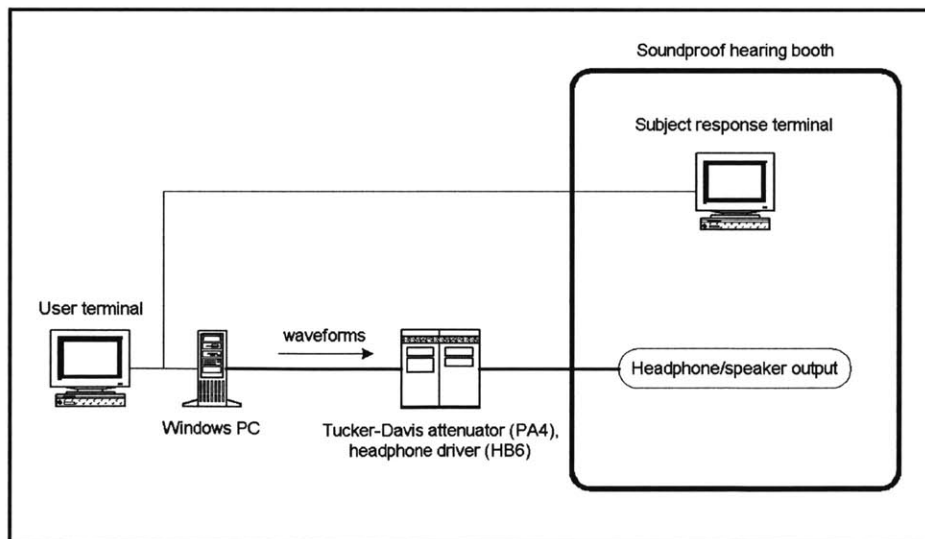 Soundproof hearing booth
Subject response terminal
User terminal
waveforms
Headphone/speaker output
Windows PC
Tucker-Davis attenuator (PA4),
headphone driver (HB6)